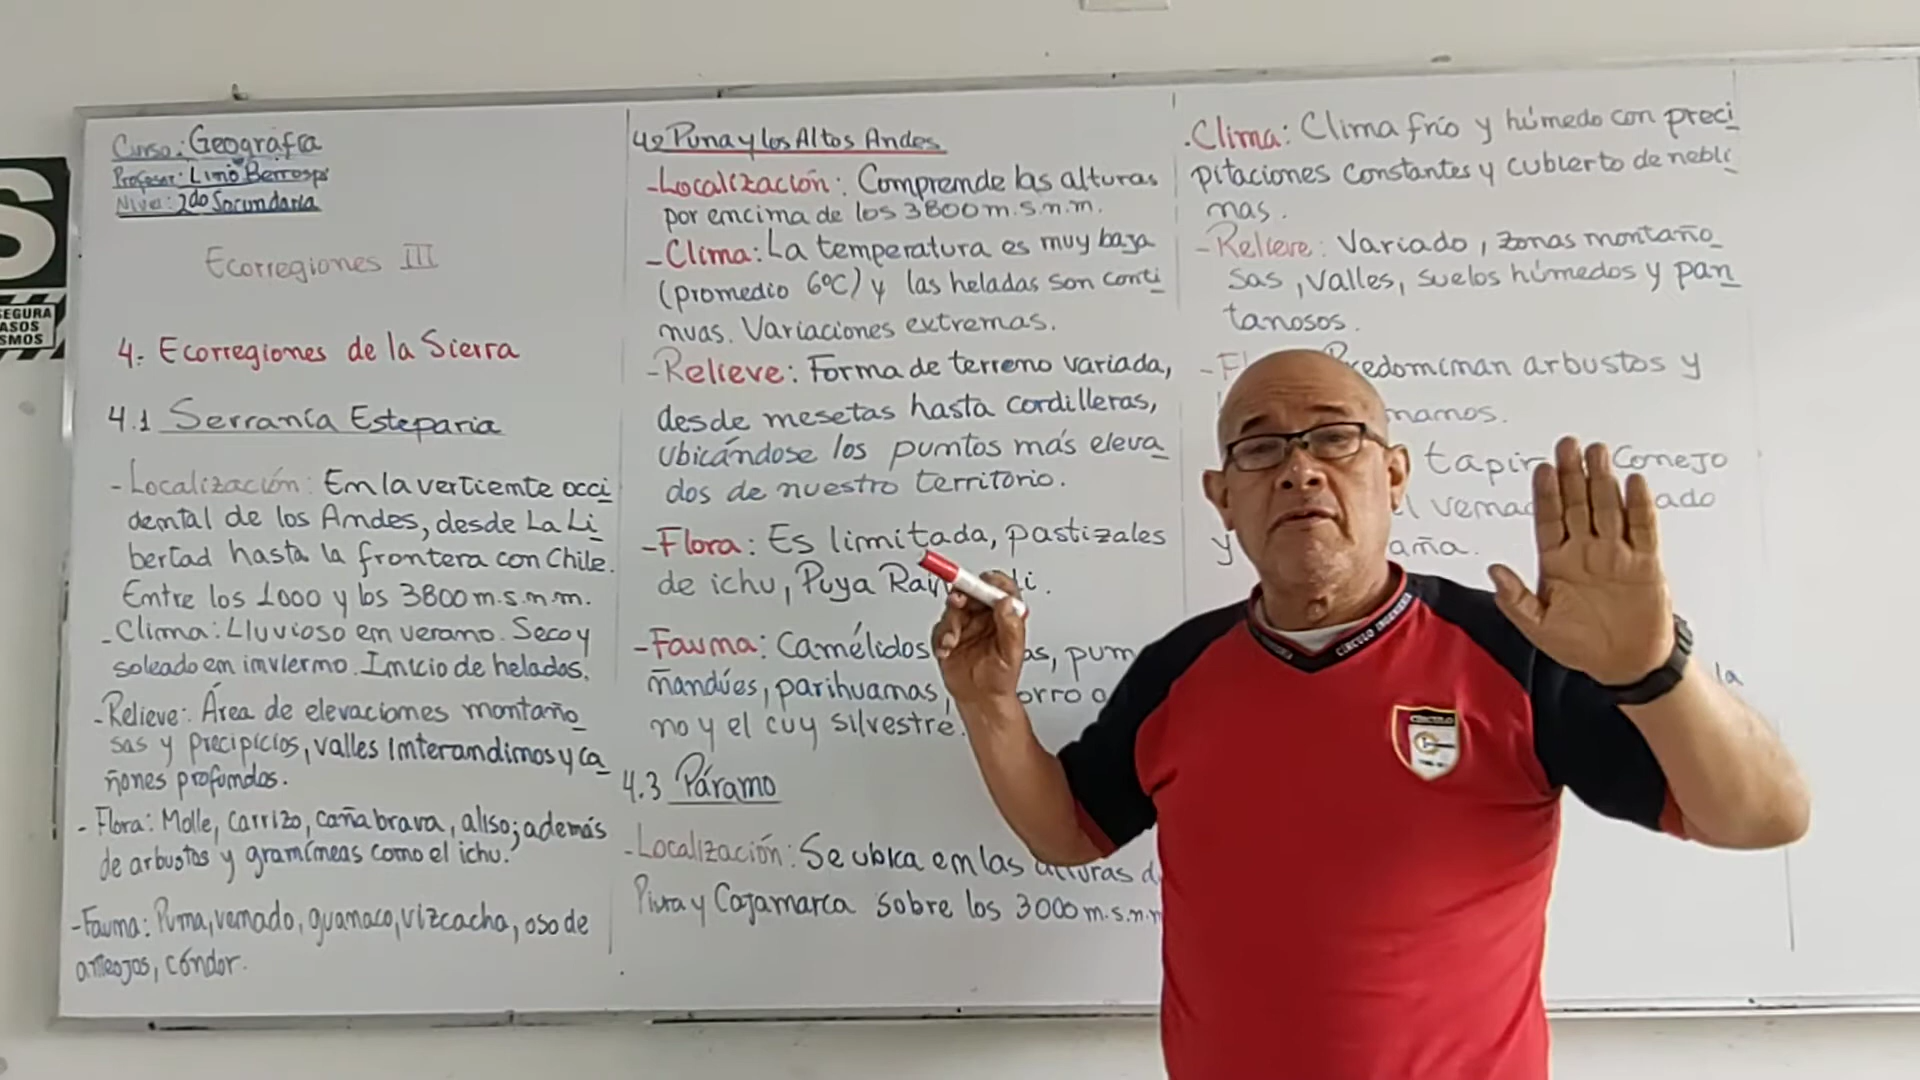 Curso: Geografía
Profesor: Limo Berrospi
Nivel: 2do Secundaria
Ecorregiones III
4. Ecorregiones de la Sierra
4.1 Serranía Esteparia
- Localización: En la vertiente occi
dental de los Andes, desde La Li
bertad hasta la frontera con Chile.
Entre los 1000 y los 3800 m.s.n.m.
- Clima: Lluvioso en verano. Seco y
soleado en invierno. Inicio de helados.
- Relieve: Área de elevaciones montaño
sas y precipicios, valles interandinos y ca
ñones profundos.
- Flora: Molle, carrizo, caña brava, aliso; además
de arbustos y gramíneas como el ichu.
- Fauna: Puma, venado, guanaco, vizcacha, oso de
anteojos, cóndor.
4.2 Puna y los Altos Andes
- Localización: Comprende las alturas
por encima de los 3800 m.s.n.m.
- Clima: La temperatura es muy baja
(promedio 6°C) y las heladas son conti
nuas. Variaciones extremas.
- Relieve: Forma de terreno variada,
desde mesetas hasta cordilleras,
ubicándose los puntos más eleva
dos de nuestro territorio.
- Flora: Es limitada, pastizales
de ichu, Puya
- Fauna: Camélidos
ñandúes, parihuanas,
no y el cuy silvestre.
4.3 Páramo
- Localización: Se ubica en las alturas d
Piura y Cajamarca sobre los 3000 m.s.n.m
. Clima: Clima frío y húmedo con preci
pitaciones constantes y cubierto de nebli
nas.
- Relieve: Variado, zonas montaño
sas, valles, suelos húmedos y pan
tanosos.
redominan arbustos y
tapir conejo
y
la
S
SEGURA
ASOS
SMOS
CIRCULO INGENIERIA
CIRCULO